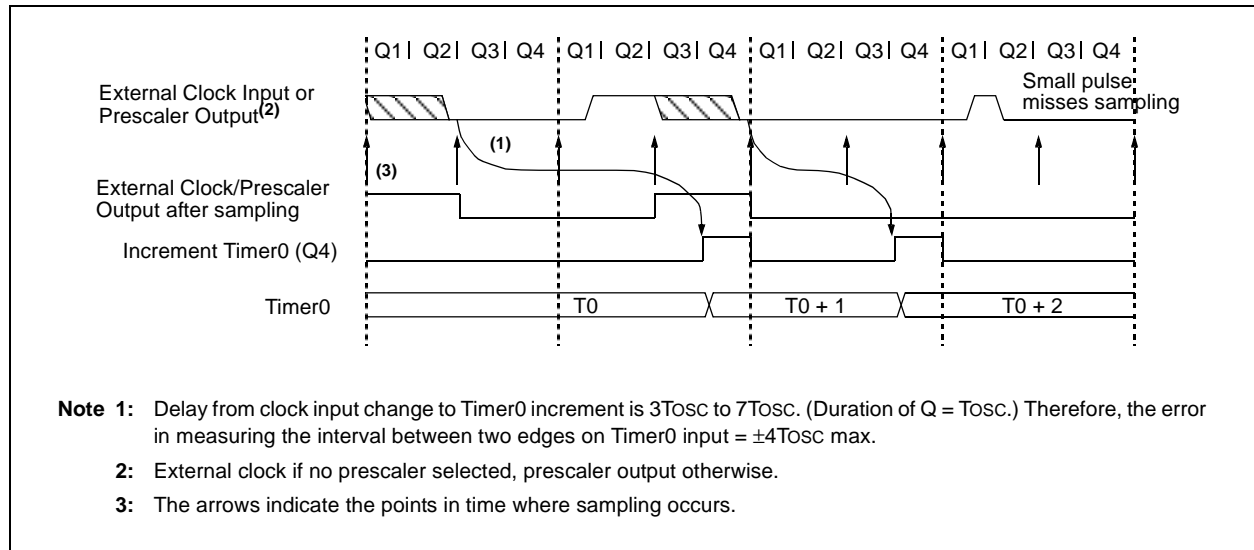 Q1 Q2 Q3 Q4 Q1 Q2 Q3 Q4 Q1 Q2 Q3 Q4 Q1 Q2 Q3 Q4
External Clock Input or
Prescaler Output(2)
Small pulse
misses sampling
(1)
(3)
External Clock/Prescaler
Output after sampling
Increment Timer0 (Q4)
Timer0
T0 T0 + 1 T0 + 2
Note 1: Delay from clock input change to Timer0 increment is 3TOSC to 7TOSC. (Duration of Q = TOSC.) Therefore, the error
in measuring the interval between two edges on Timer0 input = ±4TOSC max.
2: External clock if no prescaler selected, prescaler output otherwise.
3: The arrows indicate the points in time where sampling occurs.